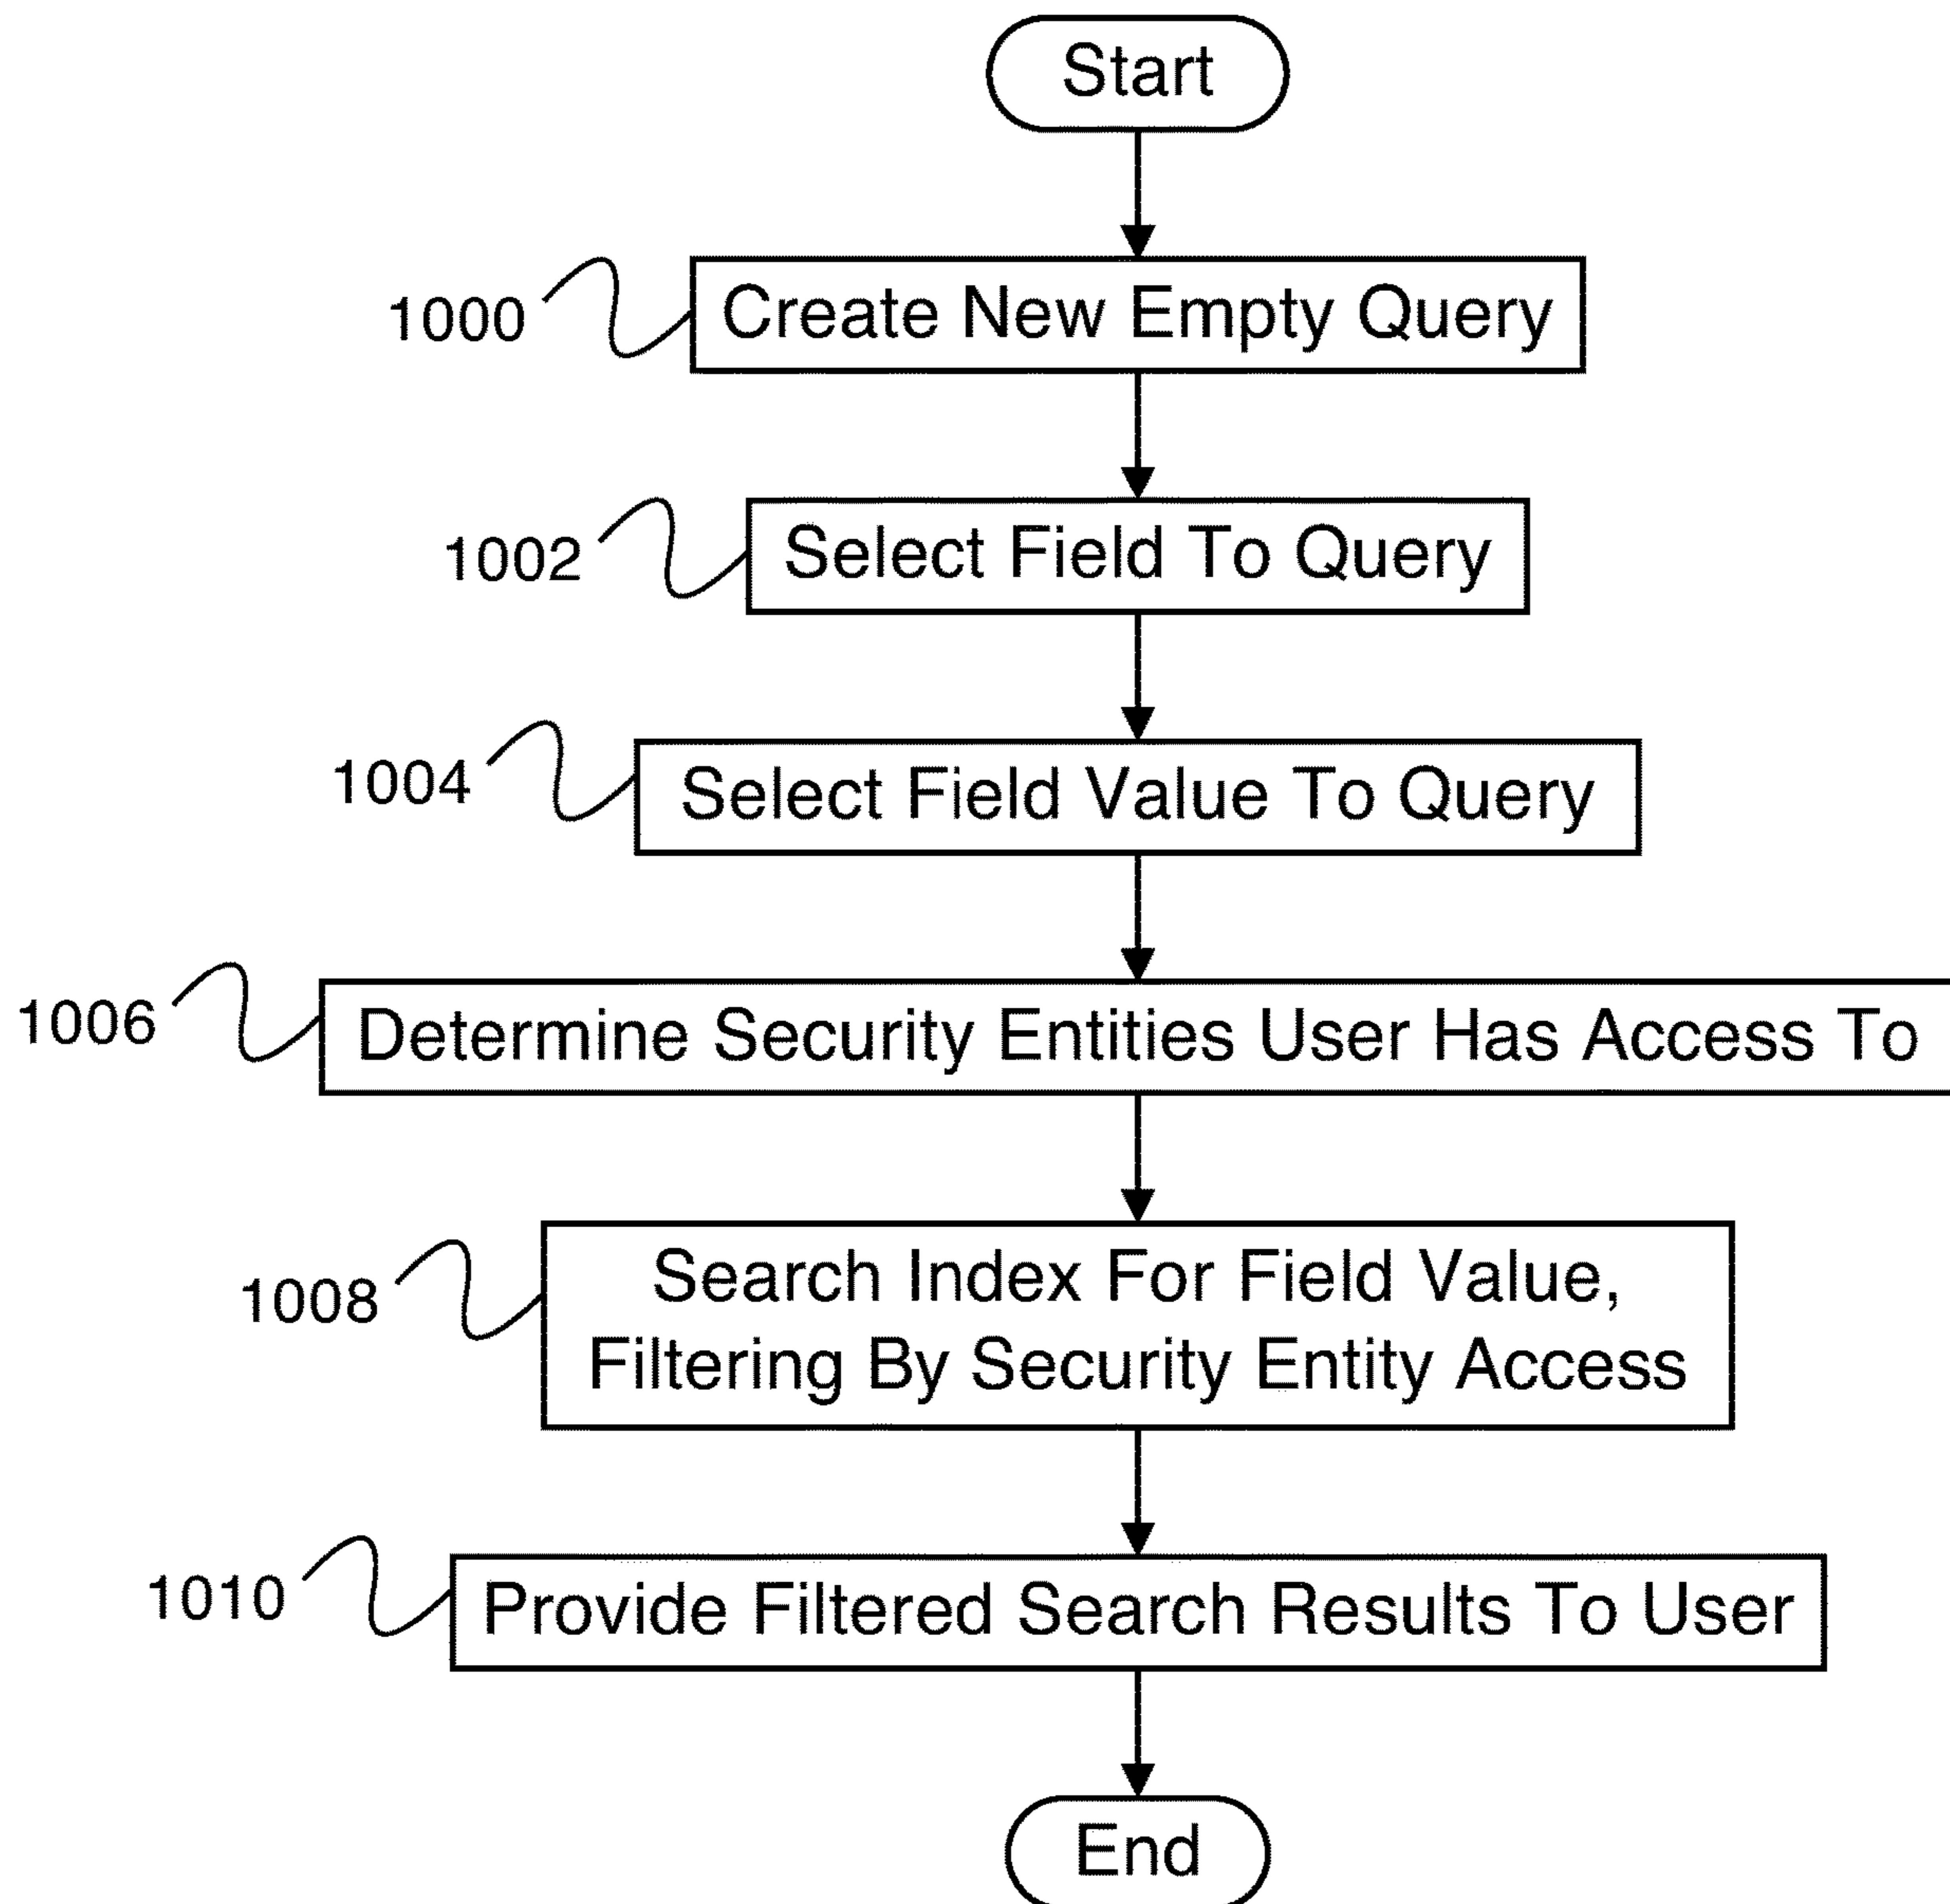 Start
1000
Create New Empty Query
1002
Select Field To Query
1004
Select Field Value To Query
1006
Determine Security Entities User Has Access To
1008
Search Index For Field Value,
Filtering By Security Entity Access
1010
Provide Filtered Search Results To User
End